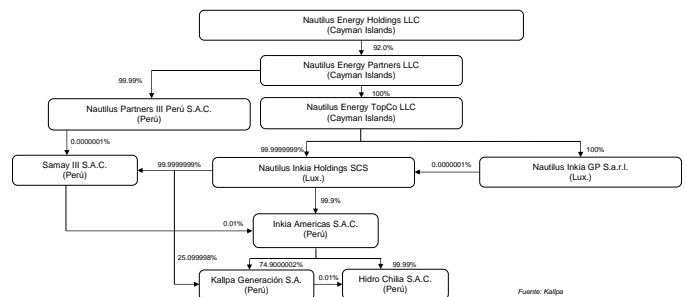 Nautilus Energy Holdings LLC
(Cayman Islands)
92.0%
Nautilus Energy Partners LLC
(Cayman Islands)
99.99%
100%
Nautilus Partners III Perú S.A.C.
(Perú)
Nautilus Energy TopCo LLC
(Cayman Islands)
0.0000001%
99.9999999%
100%
Samay III S.A.C.
(Perú)
99.9999999%
Nautilus Inkia Holdings SCS
(Lux.)
0.0000001%
Nautilus Inkia GP S.a.r.l.
(Lux.)
99.9%
0.01%
Inkia Americas S.A.C.
(Perú)
25.099998%
74.9000002%
99.99%
Kallpa Generación S.A.
(Perú)
0.01%
Hidro Chilia S.A.C.
(Perú)
Fuente: Kallpa